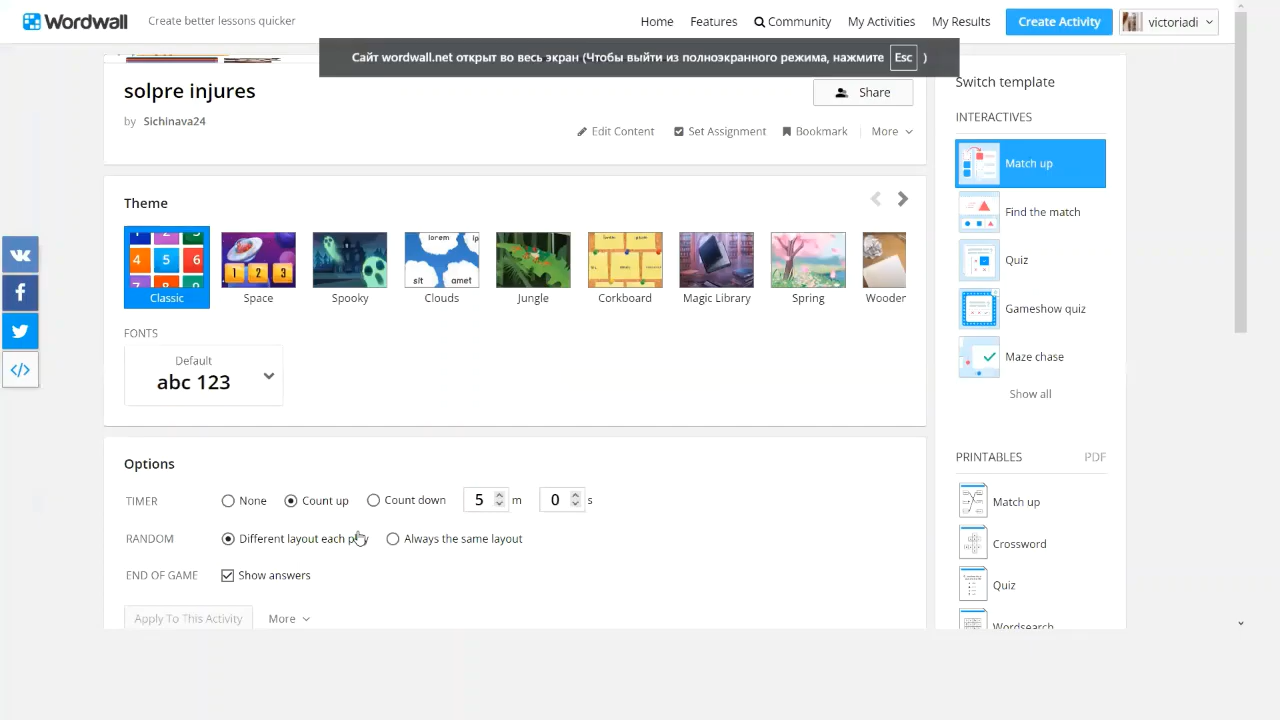 Wordwall
Create better lessons quicker
Home
Features
Community
My Activities
My Results
Create Activity
victoriadi
Сайт wordwall.net открыт во весь экран (Чтобы выйти из полноэкранного режима, нажмите Esc )
solpre injures
by Sichinava24
Share
Edit Content
Set Assignment
Bookmark
More
Theme
Classic
Space
Spooky
Clouds
Jungle
Corkboard
Magic Library
Spring
Wooden
FONTS
Default
abc 123
Options
TIMER
None
Count up
Count down
5 m
0 s
RANDOM
Different layout each play
Always the same layout
END OF GAME
Show answers
Apply To This Activity
More
Switch template
INTERACTIVES
Match up
Find the match
Quiz
Gameshow quiz
Maze chase
Show all
PRINTABLES
PDF
Match up
Crossword
Quiz
Wordsearch